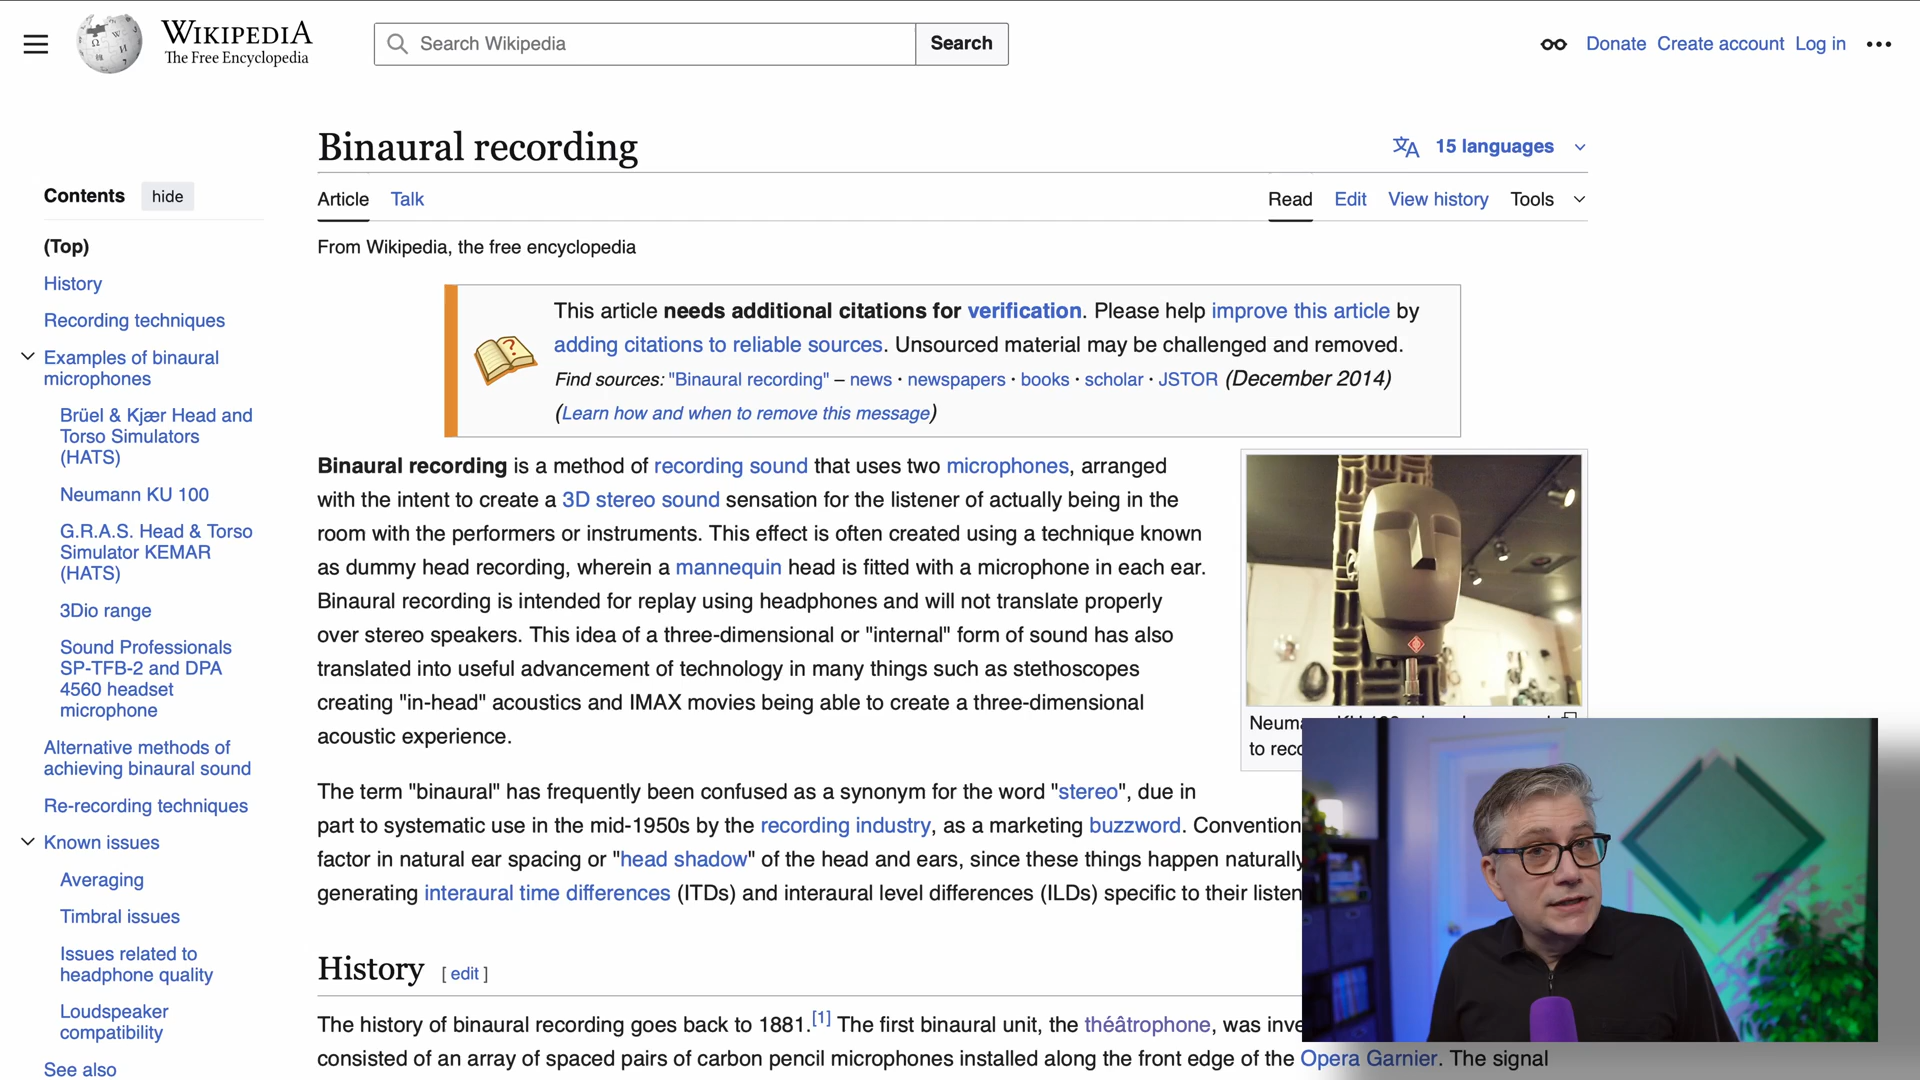 WIKIPEDIA
The Free Encyclopedia
Search Wikipedia
Search
Donate
Create account
Log in
Binaural recording
15 languages
Contents
hide
Article
Talk
Read
Edit
View history
Tools
(Top)
From Wikipedia, the free encyclopedia
History
Recording techniques
Examples of binaural
microphones
Brüel & Kjær Head and
Torso Simulators
(HATS)
Neumann KU 100
G.R.A.S. Head & Torso
Simulator KEMAR
(HATS)
3Dio range
Sound Professionals
SP-TFB-2 and DPA
4560 headset
microphone
Alternative methods of
achieving binaural sound
Re-recording techniques
Known issues
Averaging
Timbral issues
Issues related to
headphone quality
Loudspeaker
compatibility
See also
This article needs additional citations for verification. Please help improve this article by
adding citations to reliable sources. Unsourced material may be challenged and removed.
Find sources: "Binaural recording" – news · newspapers · books · scholar · JSTOR (December 2014)
(Learn how and when to remove this message)
Binaural recording is a method of recording sound that uses two microphones, arranged
with the intent to create a 3D stereo sound sensation for the listener of actually being in the
room with the performers or instruments. This effect is often created using a technique known
as dummy head recording, wherein a mannequin head is fitted with a microphone in each ear.
Binaural recording is intended for replay using headphones and will not translate properly
over stereo speakers. This idea of a three-dimensional or "internal" form of sound has also
translated into useful advancement of technology in many things such as stethoscopes
creating "in-head" acoustics and IMAX movies being able to create a three-dimensional
acoustic experience.
to
The term "binaural" has frequently been confused as a synonym for the word "stereo", due in
part to systematic use in the mid-1950s by the recording industry, as a marketing buzzword. Convention
factor in natural ear spacing or "head shadow" of the head and ears, since these things happen naturally
generating interaural time differences (ITDs) and interaural level differences (ILDs) specific to their listen
History [ edit ]
The history of binaural recording goes back to 1881.[1] The first binaural unit, the théâtrophone, was inve
consisted of an array of spaced pairs of carbon pencil microphones installed along the front edge of the Opera Garnier. The signal